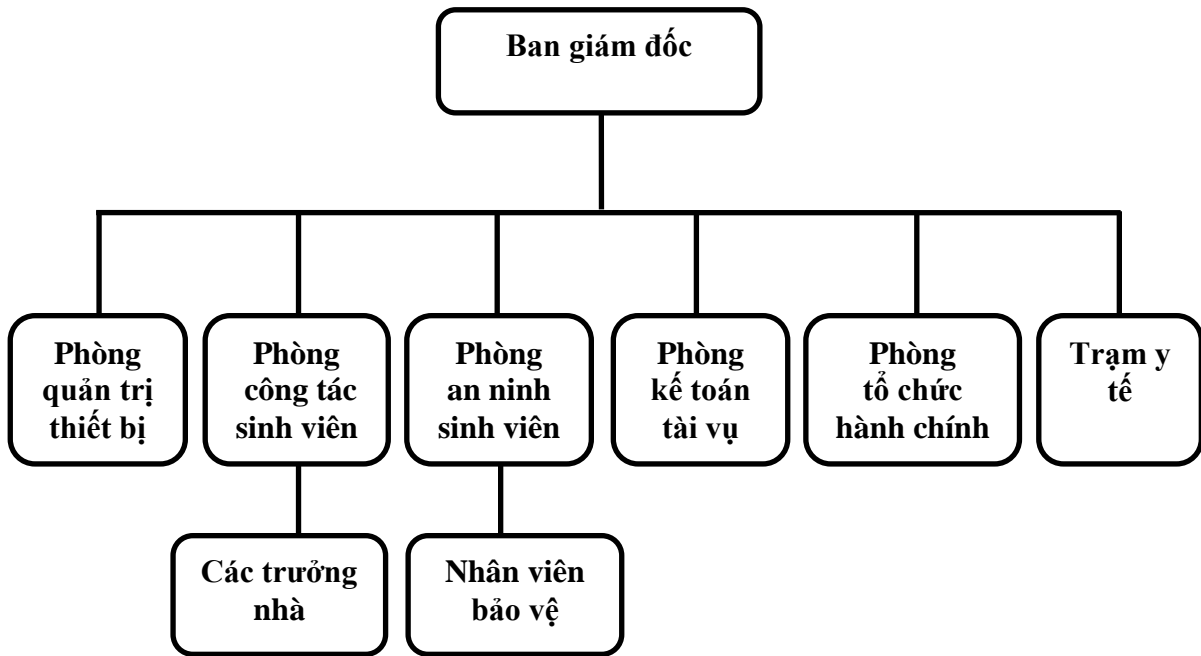 Ban giám đốc
Phòng
quản trị
thiết bị
Phòng
công tác
sinh viên
Phòng
an ninh
sinh viên
Phòng
kế toán
tài vụ
Phòng
tổ chức
hành chính
Trạm y
tế
Các trưởng
nhà
Nhân viên
bảo vệ